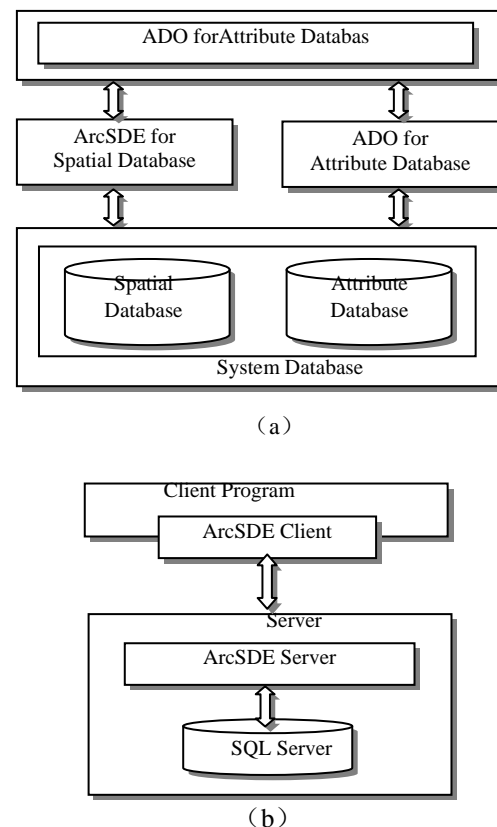 ADO forAttribute Databas
ArcSDE for
Spatial Database
ADO for
Attribute Database
Spatial
Database
Attribute
Database
System Database
（a）
Client Program
ArcSDE Client
Server
ArcSDE Server
SQL Server
（b）